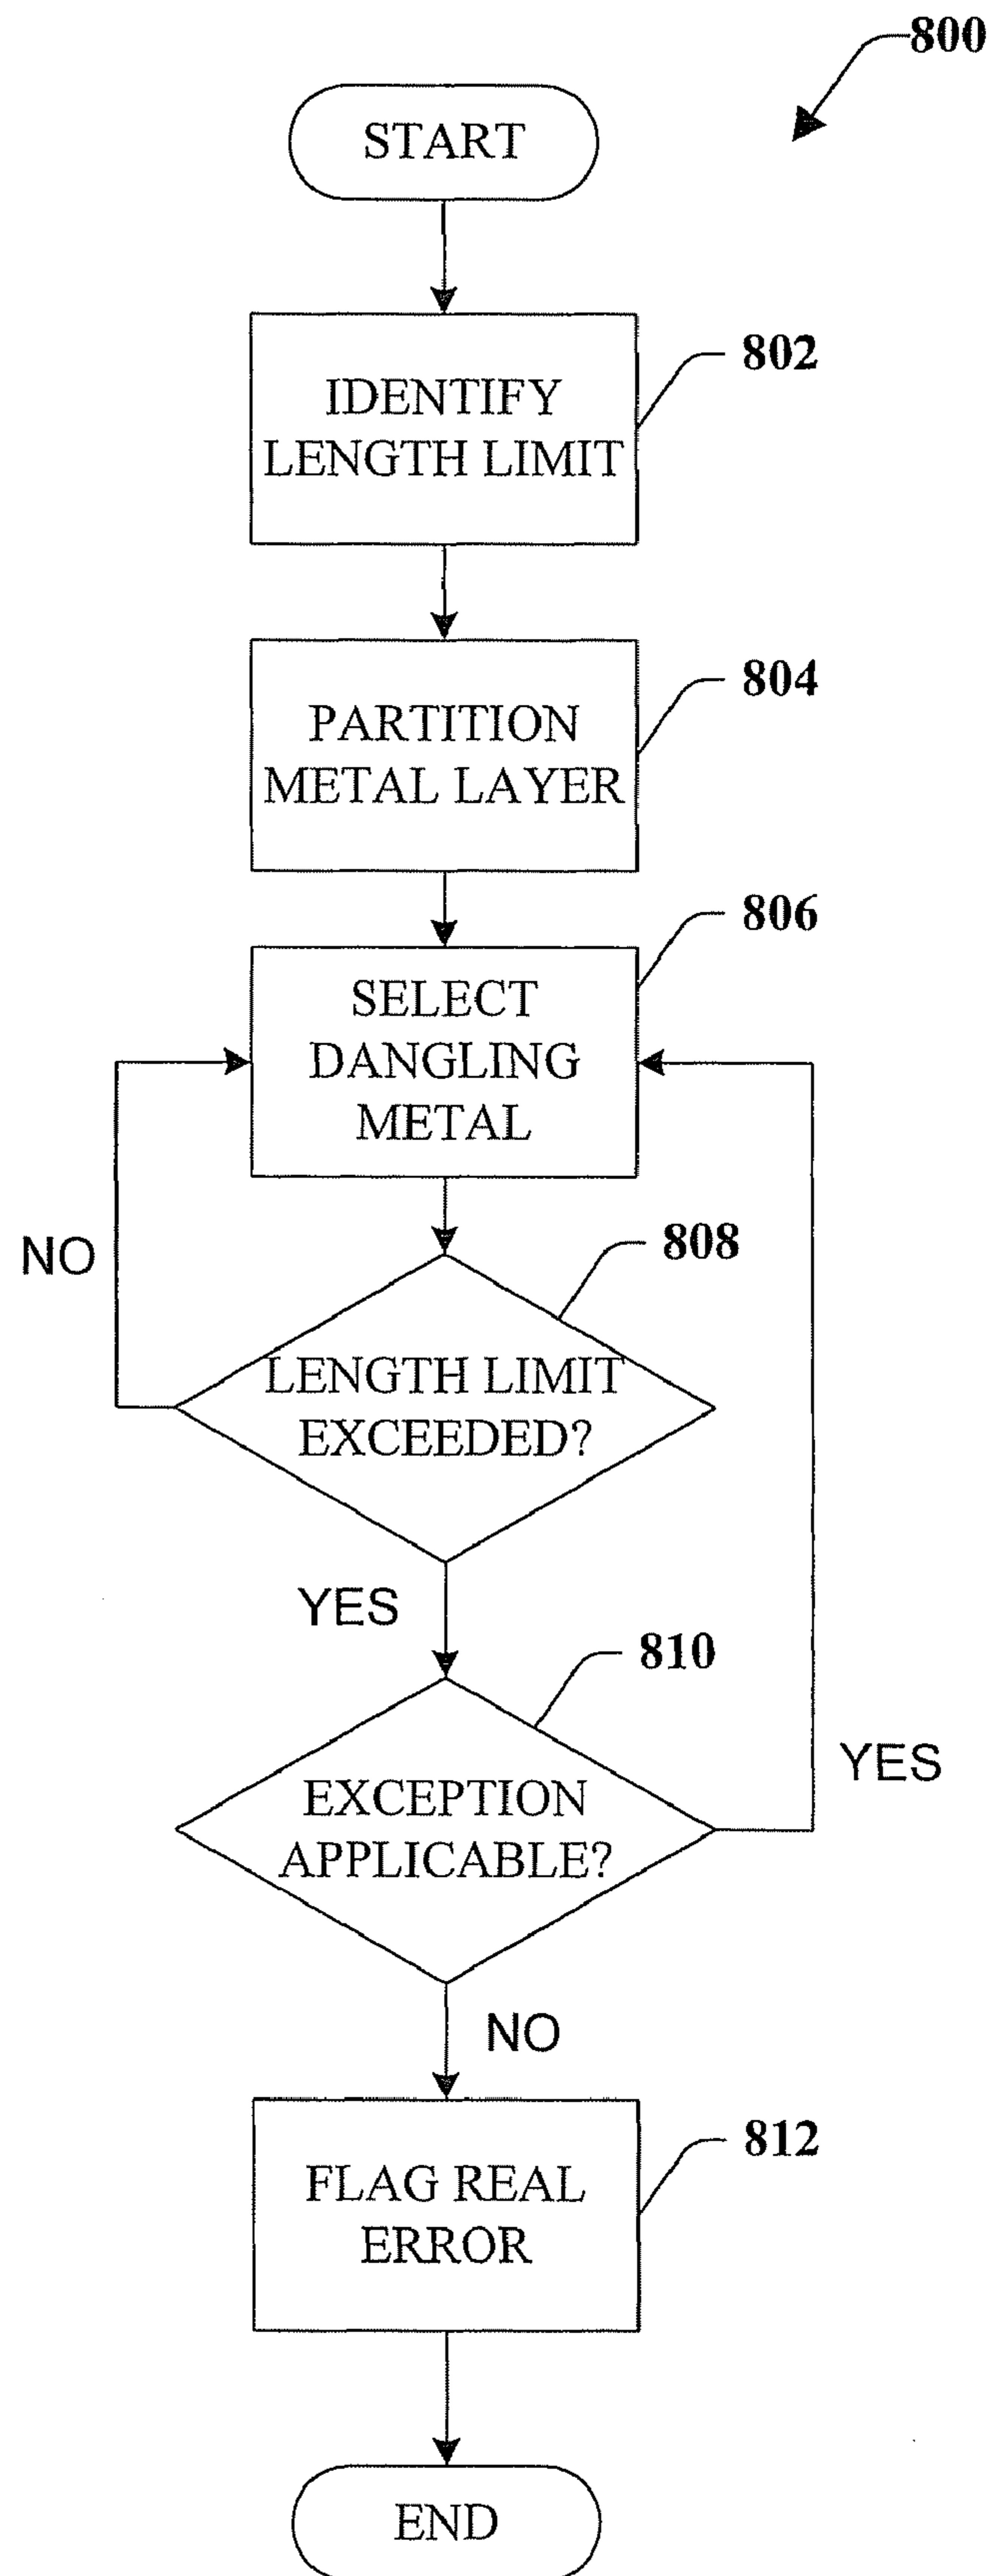 800
START
802
IDENTIFY
LENGTH LIMIT
804
PARTITION
METAL LAYER
806
SELECT
DANGLING
METAL
NO
808
LENGTH LIMIT
EXCEEDED?
YES
810
EXCEPTION
APPLICABLE?
YES
NO
812
FLAG REAL
ERROR
END